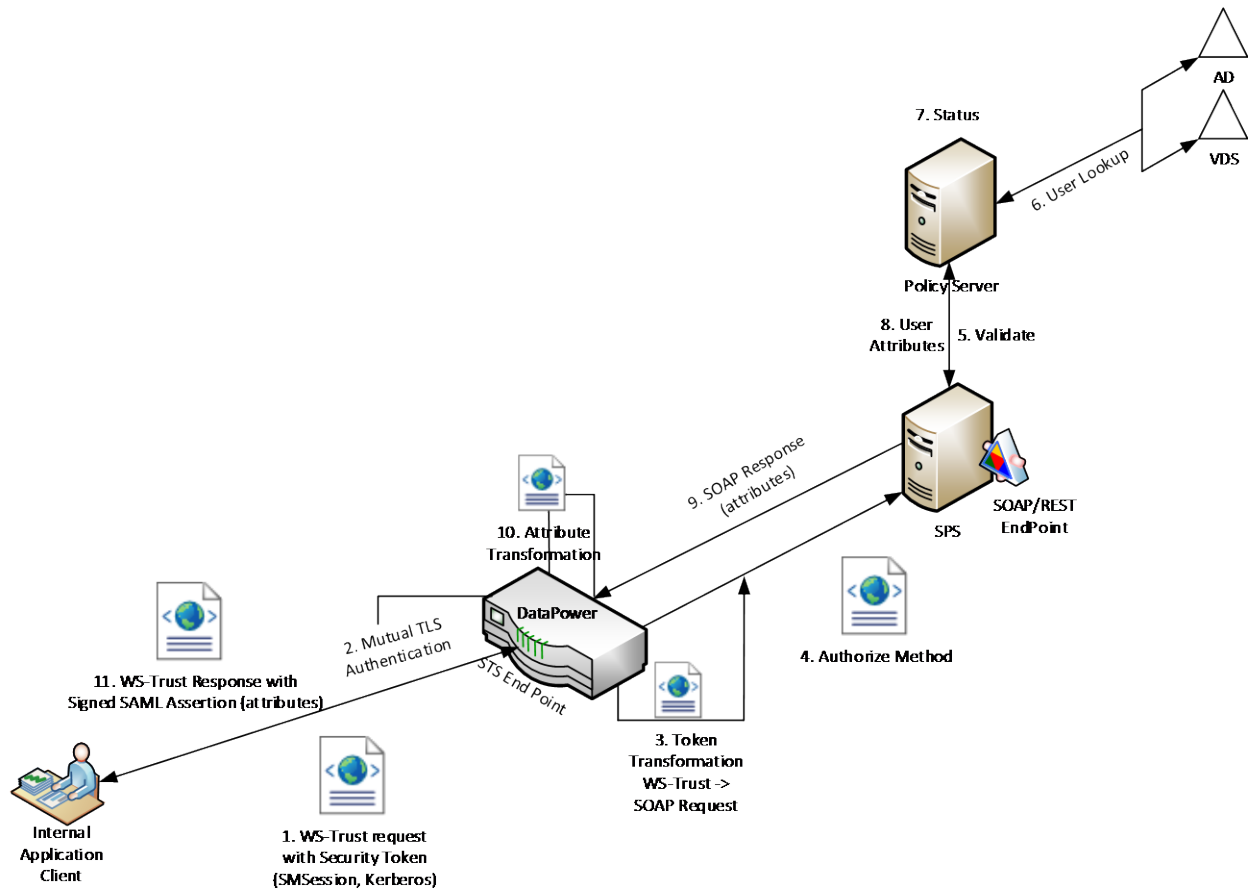 AD
7. Status
VDS
6. User Lookup
Policy Server
8. User
Attributes
5. Validate
9. SOAP Response
(attributes)
SOAP/REST
EndPoint
SPS
10. Attribute
Transformation
DataPower
2. Mutual TLS
Authentication
4. Authorize Method
STS End Point
11. WS-Trust Response with
Signed SAML Assertion (attributes)
3. Token
Transformation
WS-Trust ->
SOAP Request
Internal
Application
Client
1. WS-Trust request
with Security Token
(SMSession, Kerberos)